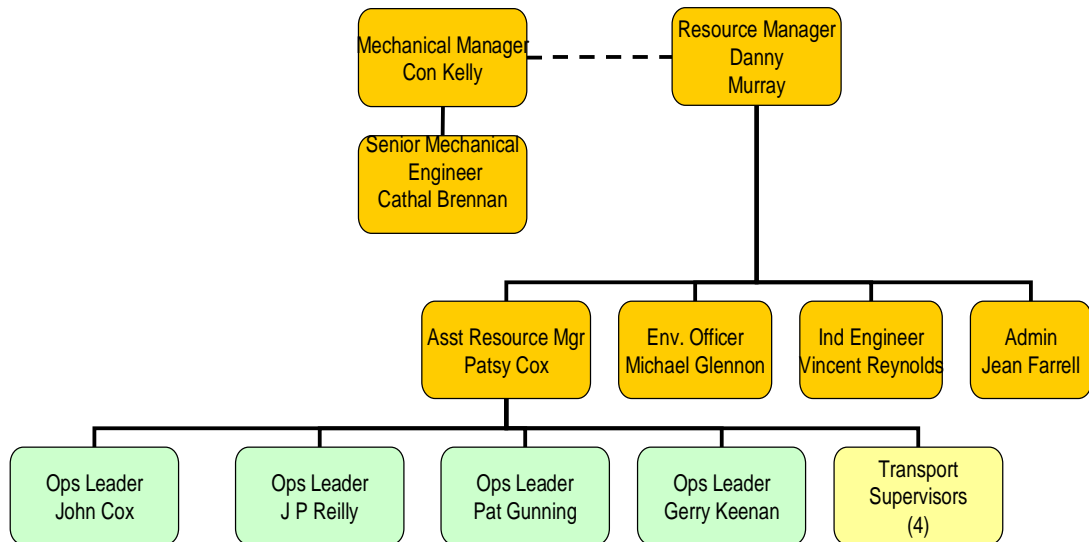 Mechanical Manager
Con Kelly
Resource Manager
Danny
Murray
Senior Mechanical
Engineer
Cathal Brennan
Asst Resource Mgr
Patsy Cox
Env. Officer
Michael Glennon
Ind Engineer
Vincent Reynolds
Admin
Jean Farrell
Ops Leader
John Cox
Ops Leader
J P Reilly
Ops Leader
Pat Gunning
Ops Leader
Gerry Keenan
Transport
Supervisors
(4)